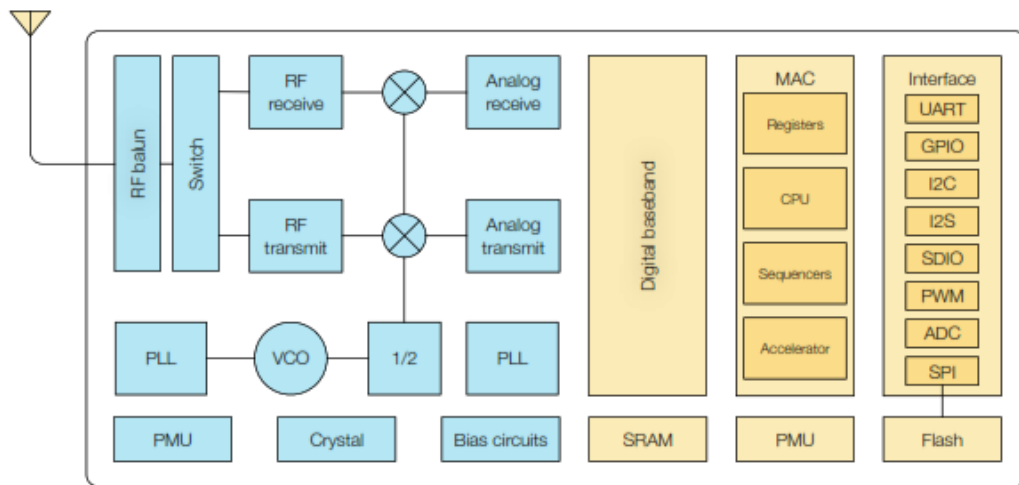 RF balun
Switch
RF
receive
Analog
receive
RF
transmit
Analog
transmit
PLL
VCO
1/2
PLL
PMU
Crystal
Bias circuits
Digital baseband
SRAM
MAC
Registers
CPU
Sequencers
Accelerator
PMU
Interface
UART
GPIO
I2C
I2S
SDIO
PWM
ADC
SPI
Flash